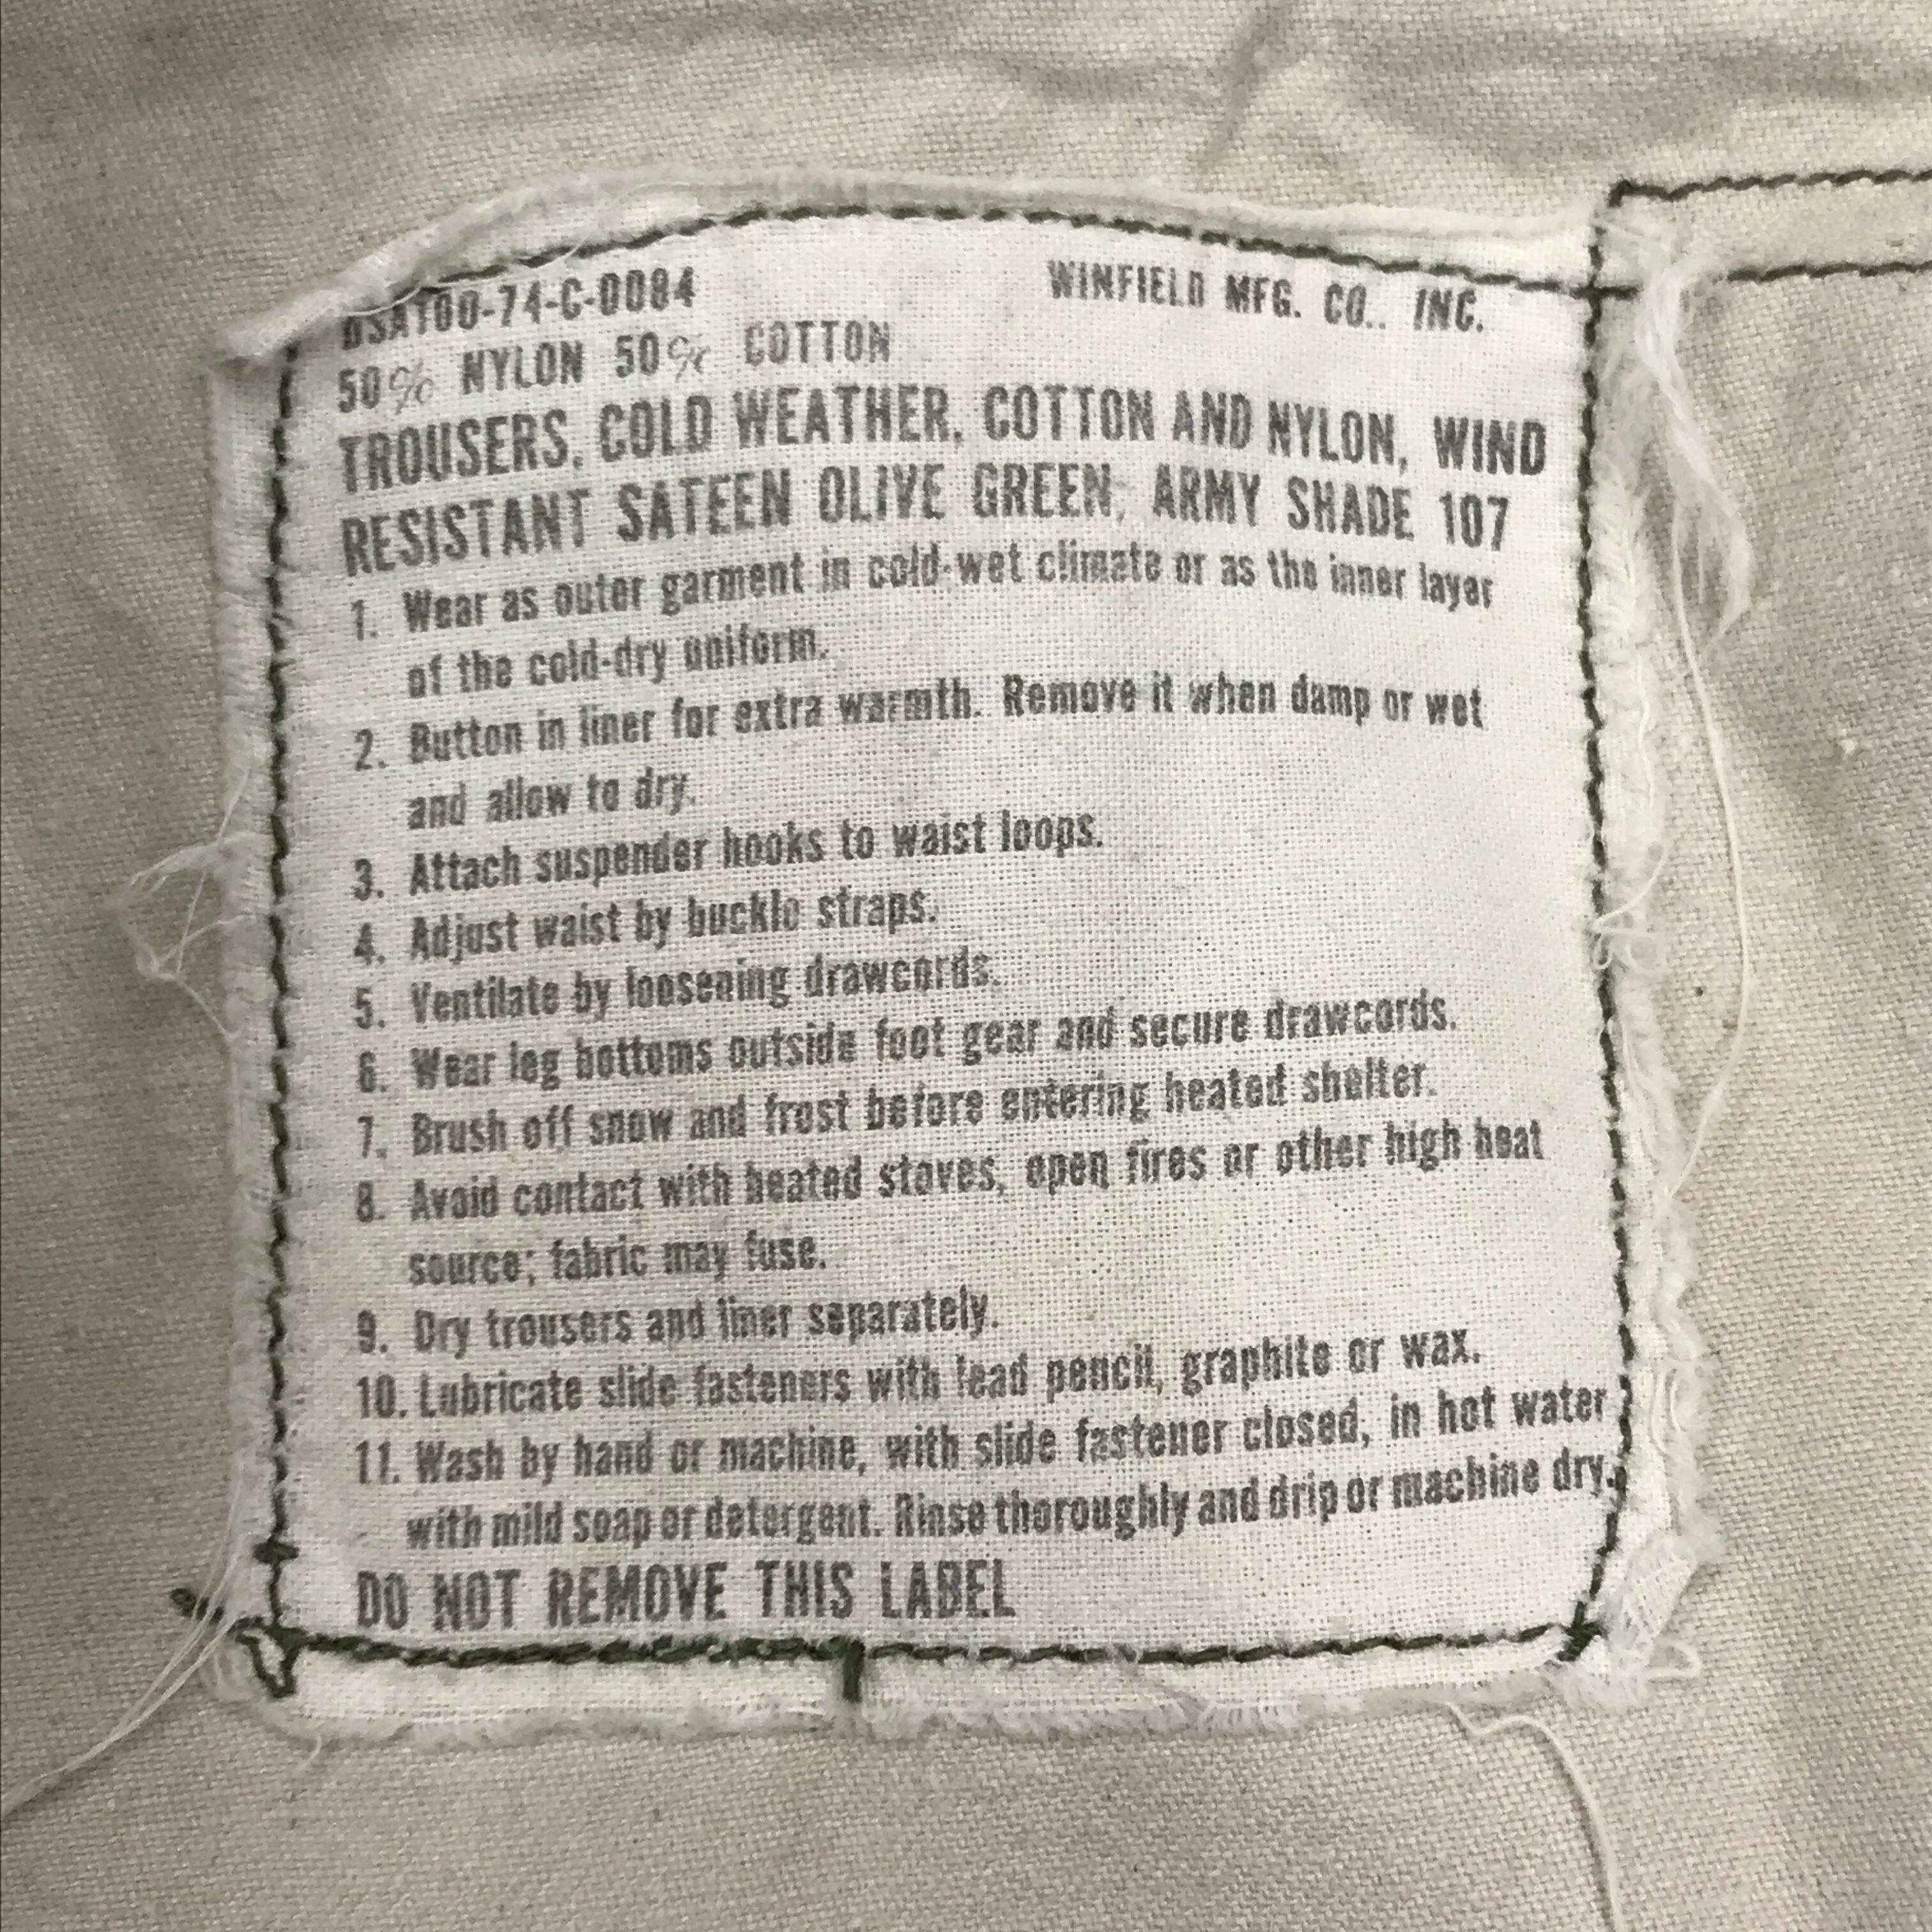 DSA100-74-C-0084 WINFIELD MFG. CO., INC.
50% NYLON 50% COTTON
TROUSERS, COLD WEATHER, COTTON AND NYLON, WIND
RESISTANT SATEEN OLIVE GREEN, ARMY SHADE 107
1. Wear as outer garment in cold-wet climate or as the inner layer
of the cold-dry uniform.
2. Button in liner for extra warmth. Remove it when damp or wet
and allow to dry.
3. Attach suspender hooks to waist loops.
4. Adjust waist by buckle straps.
5. Ventilate by loosening drawcords.
6. Wear leg bottoms outside foot gear and secure drawcords.
7. Brush off snow and frost before entering heated shelter.
8. Avoid contact with heated stoves, open fires or other high heat
source; fabric may fuse.
9. Dry trousers and liner separately.
10. Lubricate slide fasteners with lead pencil, graphite or wax.
11. Wash by hand or machine, with slide fastener closed, in hot water
with mild soap or detergent. Rinse thoroughly and drip or machine dry.
DO NOT REMOVE THIS LABEL